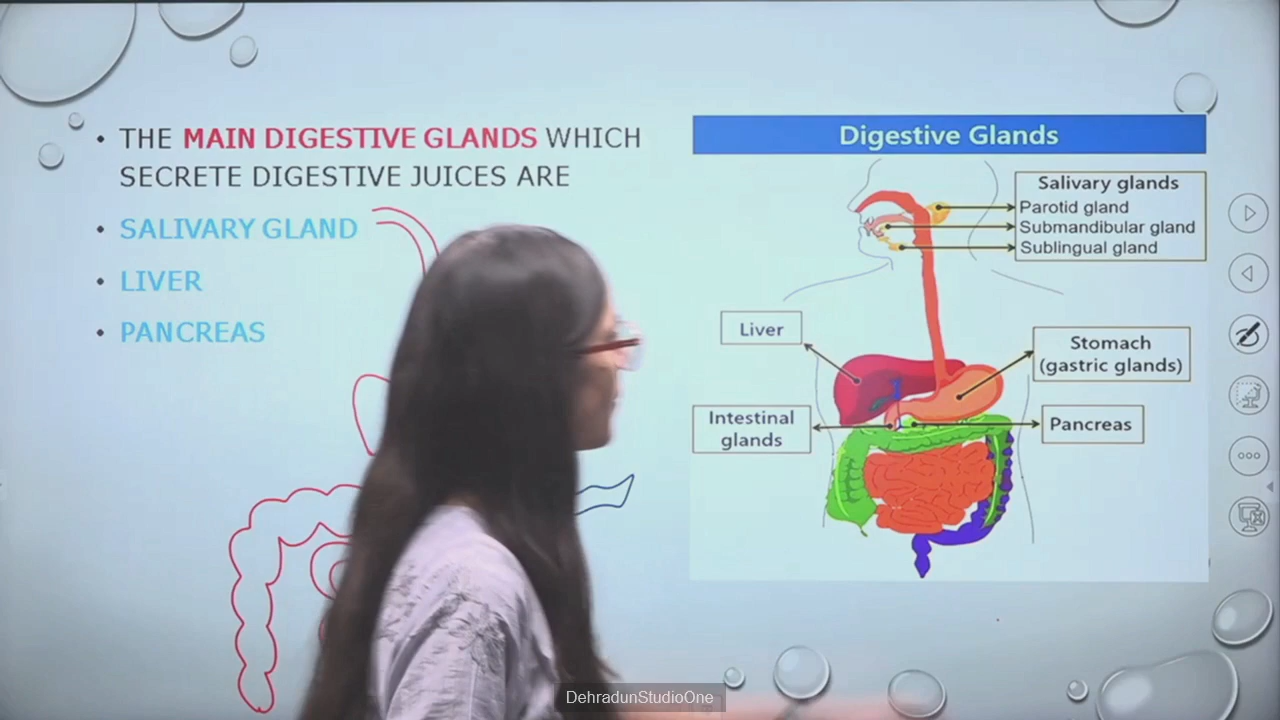 THE MAIN DIGESTIVE GLANDS WHICH
SECRETE DIGESTIVE JUICES ARE
SALIVARY GLAND
LIVER
PANCREAS
Digestive Glands
Salivary glands
Parotid gland
Submandibular gland
Sublingual gland
Liver
Stomach
(gastric glands)
Intestinal
glands
Pancreas
DehradunStudioOne